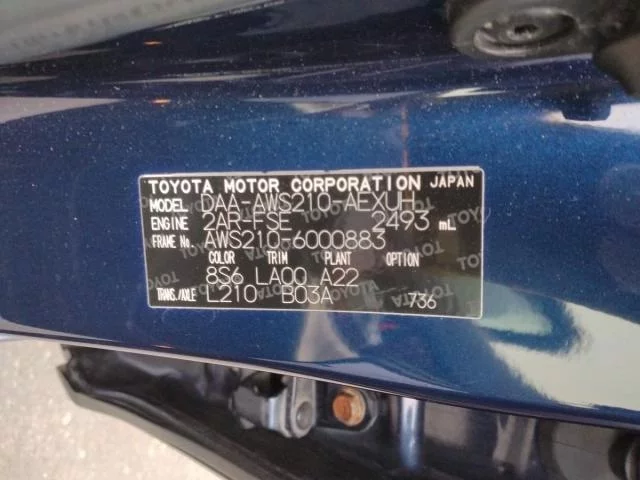 TOYOTA MOTOR CORPORATION JAPAN
MODEL DAA-AWS210-AEXUH
ENGINE 2AR-FSE 2493 mL
FRAME No. AWS210-6000883
COLOR TRIM PLANT OPTION
8S6 LA00 A22
TRANS./AXLE L210 B03A 736